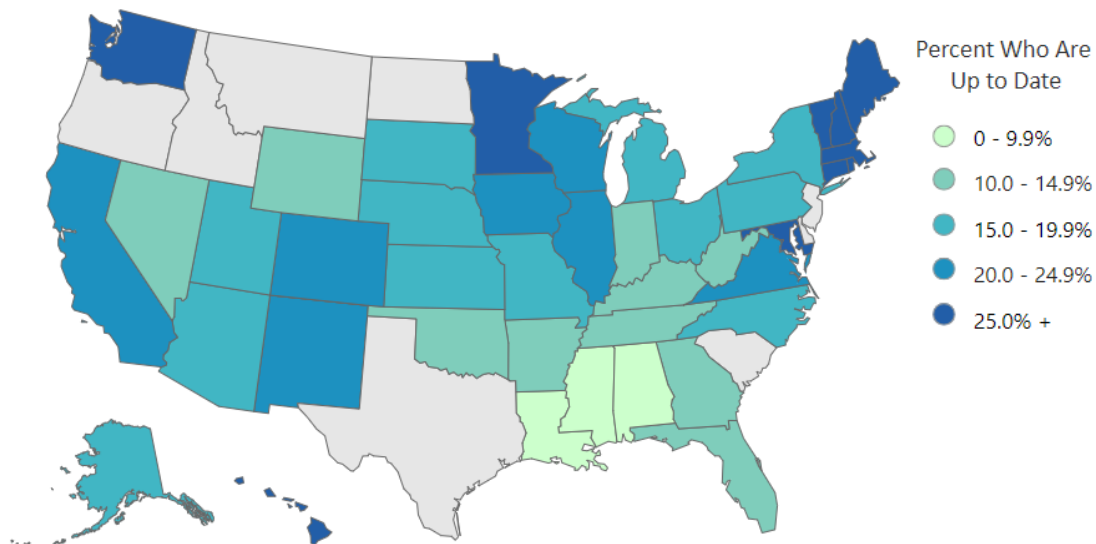 Percent Who Are
Up to Date
0 - 9.9%
10.0 - 14.9%
15.0 - 19.9%
20.0 - 24.9%
25.0% +